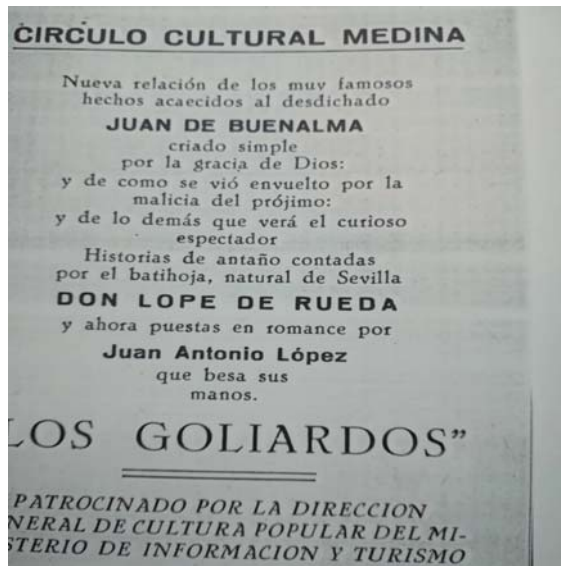 CIRCULO CULTURAL MEDINA
Nueva relación de los muy famosos
hechos acaecidos al desdichado
JUAN DE BUENALMA
criado simple
por la gracia de Dios:
y de como se vió envuelto por la
malicia del prójimo:
y de lo demás que verá el curioso
espectador
Historias de antaño contadas
por el batihoja, natural de Sevilla
DON LOPE DE RUEDA
y ahora puestas en romance por
Juan Antonio López
que besa sus
manos.
LOS GOLIARDOS”
PATROCINADO POR LA DIRECCION
NERAL DE CULTURA POPULAR DEL MI-
STERIO DE INFORMACION Y TURISMO